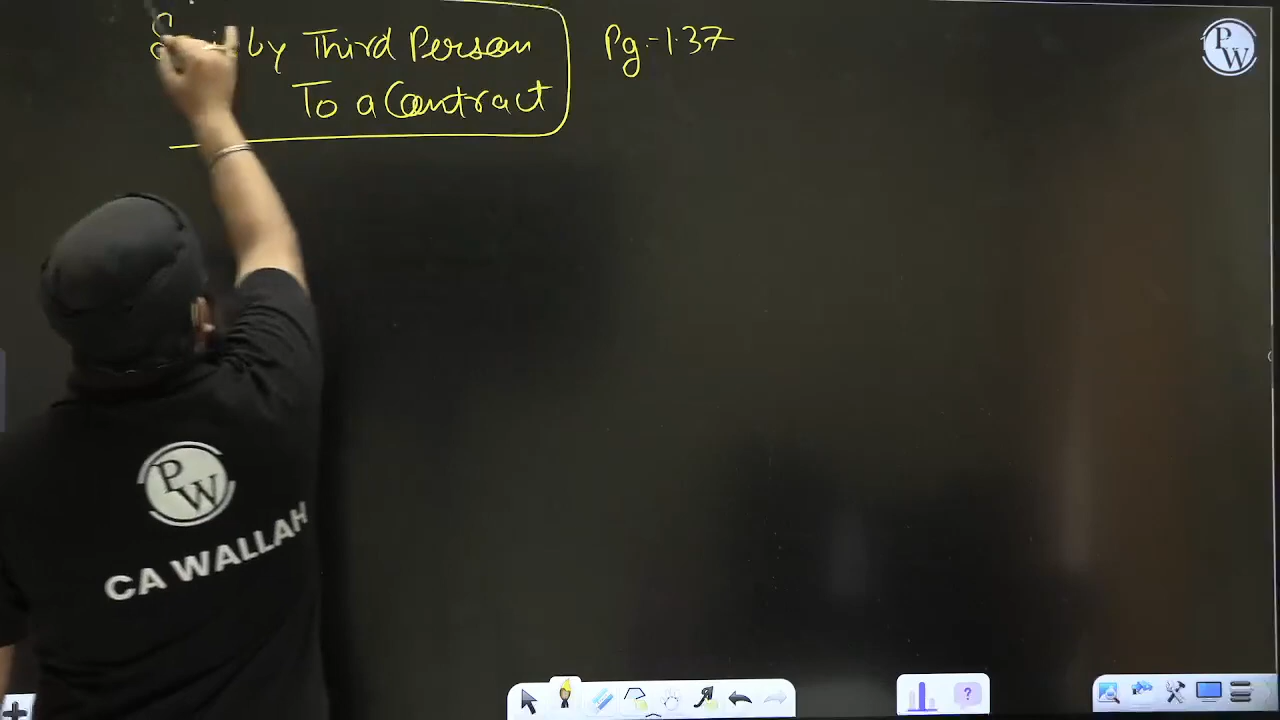 by Third Person
To a Contract
Pg.-1.37
PW
PW
CA WALLAH
?